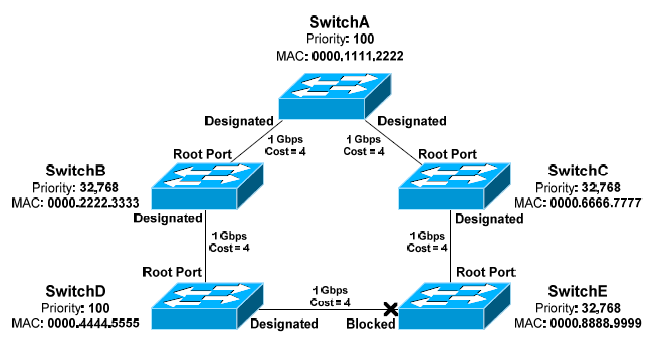 SwitchA
Priority: 100
MAC: 0000.1111.2222
Designated
Designated
1 Gbps
Cost = 4
1 Gbps
Cost = 4
Root Port
Root Port
SwitchB
Priority: 32,768
MAC: 0000.2222.3333
SwitchC
Priority: 32,768
MAC: 0000.6666.7777
Designated
Designated
1 Gbps
Cost = 4
1 Gbps
Cost = 4
Root Port
Root Port
SwitchD
Priority: 100
MAC: 0000.4444.5555
1 Gbps
Cost = 4
SwitchE
Priority: 32,768
MAC: 0000.8888.9999
Designated
Blocked